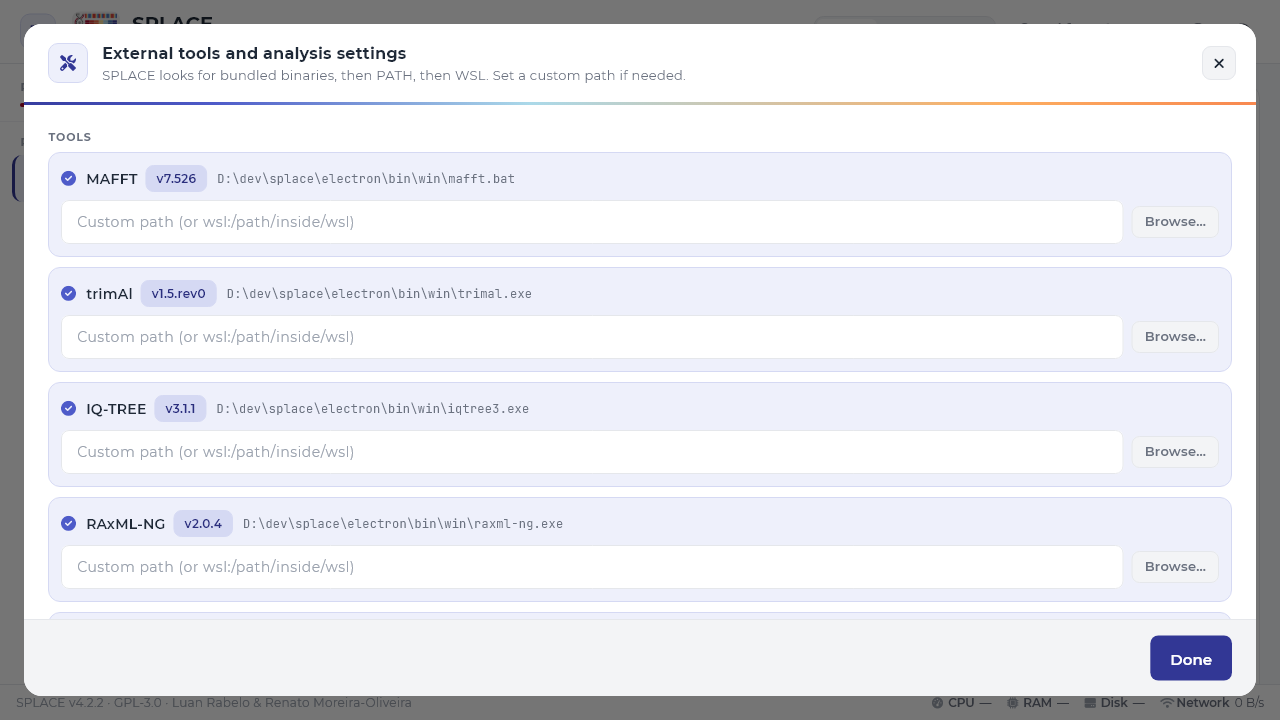 SPLACE
External tools and analysis settings
SPLACE looks for bundled binaries, then PATH, then WSL. Set a custom path if needed.
TOOLS
MAFFT v7.526 D:\dev\splace\electron\bin\win\mafft.bat
Custom path (or wsl:/path/inside/wsl) Browse...
trimAl v1.5.rev0 D:\dev\splace\electron\bin\win\trimal.exe
Custom path (or wsl:/path/inside/wsl) Browse...
IQ-TREE v3.1.1 D:\dev\splace\electron\bin\win\iqtree3.exe
Custom path (or wsl:/path/inside/wsl) Browse...
RAxML-NG v2.0.4 D:\dev\splace\electron\bin\win\raxml-ng.exe
Custom path (or wsl:/path/inside/wsl) Browse...
Done
SPLACE v4.2.2 · GPL-3.0 · Luan Rabelo & Renato Moreira-Oliveira CPU — RAM — Disk — Network 0 B/s